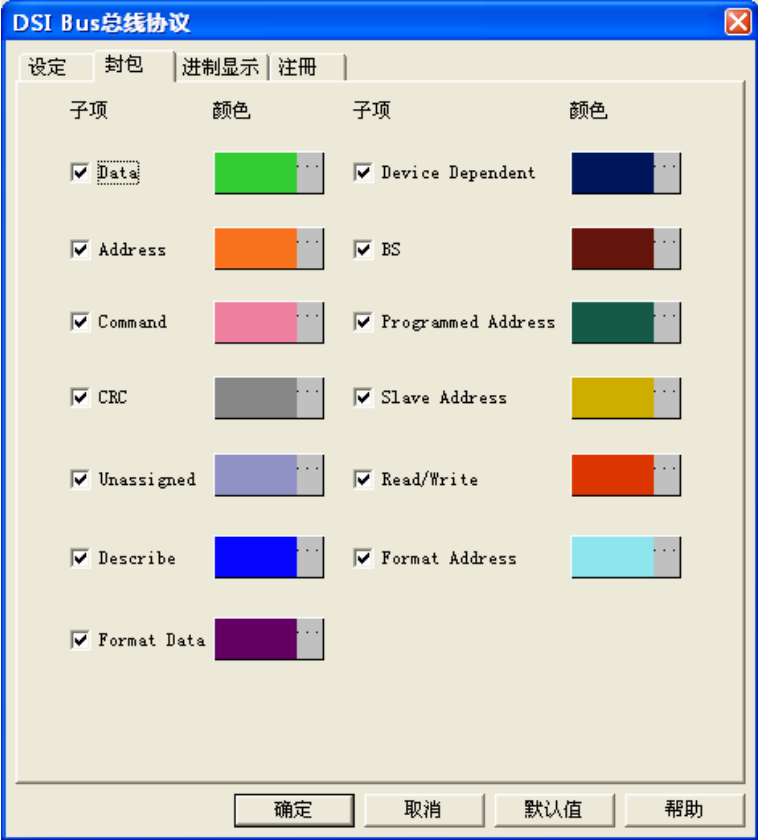 DSI Bus总线协议
设定 封包 进制显示 注冊
子项 颜色 子项 颜色
Data ... Device Dependent ...
Address ... BS ...
Command ... Programmed Address ...
CRC ... Slave Address ...
Unassigned ... Read/Write ...
Describe ... Format Address ...
Format Data ...
确定 取消 默认值 帮助